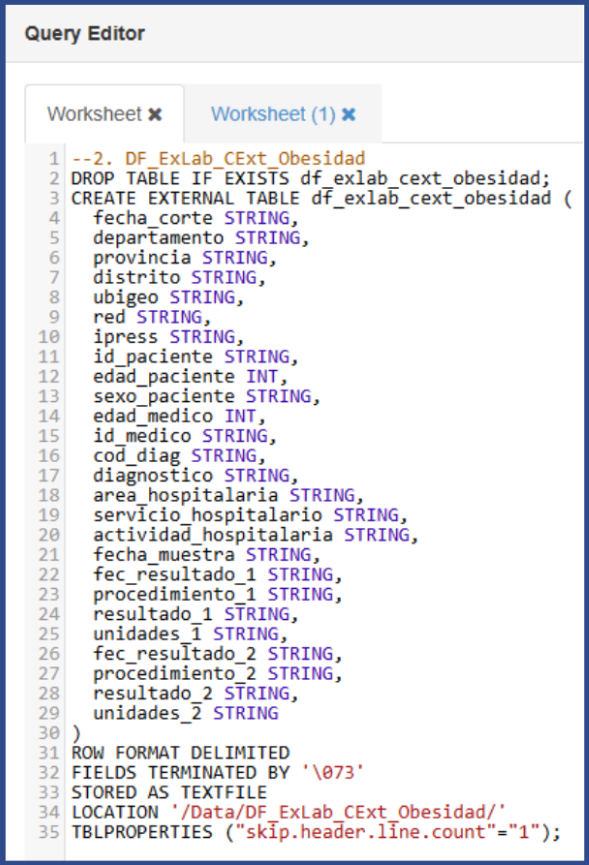 Query Editor
Worksheet ✖ Worksheet (1) ✖
1 --2. DF_ExLab_CExt_Obesidad
2 DROP TABLE IF EXISTS df_exlab_cext_obesidad;
3 CREATE EXTERNAL TABLE df_exlab_cext_obesidad (
4 fecha_corte STRING,
5 departamento STRING,
6 provincia STRING,
7 distrito STRING,
8 ubigeo STRING,
9 red STRING,
10 ipress STRING,
11 id_paciente STRING,
12 edad_paciente INT,
13 sexo_paciente STRING,
14 edad_medico INT,
15 id_medico STRING,
16 cod_diag STRING,
17 diagnostico STRING,
18 area_hospitalaria STRING,
19 servicio_hospitalario STRING,
20 actividad_hospitalaria STRING,
21 fecha_muestra STRING,
22 fec_resultado_1 STRING,
23 procedimiento_1 STRING,
24 resultado_1 STRING,
25 unidades_1 STRING,
26 fec_resultado_2 STRING,
27 procedimiento_2 STRING,
28 resultado_2 STRING,
29 unidades_2 STRING
30 )
31 ROW FORMAT DELIMITED
32 FIELDS TERMINATED BY '\073'
33 STORED AS TEXTFILE
34 LOCATION '/Data/DF_ExLab_CExt_Obesidad/'
35 TBLPROPERTIES ("skip.header.line.count"="1");